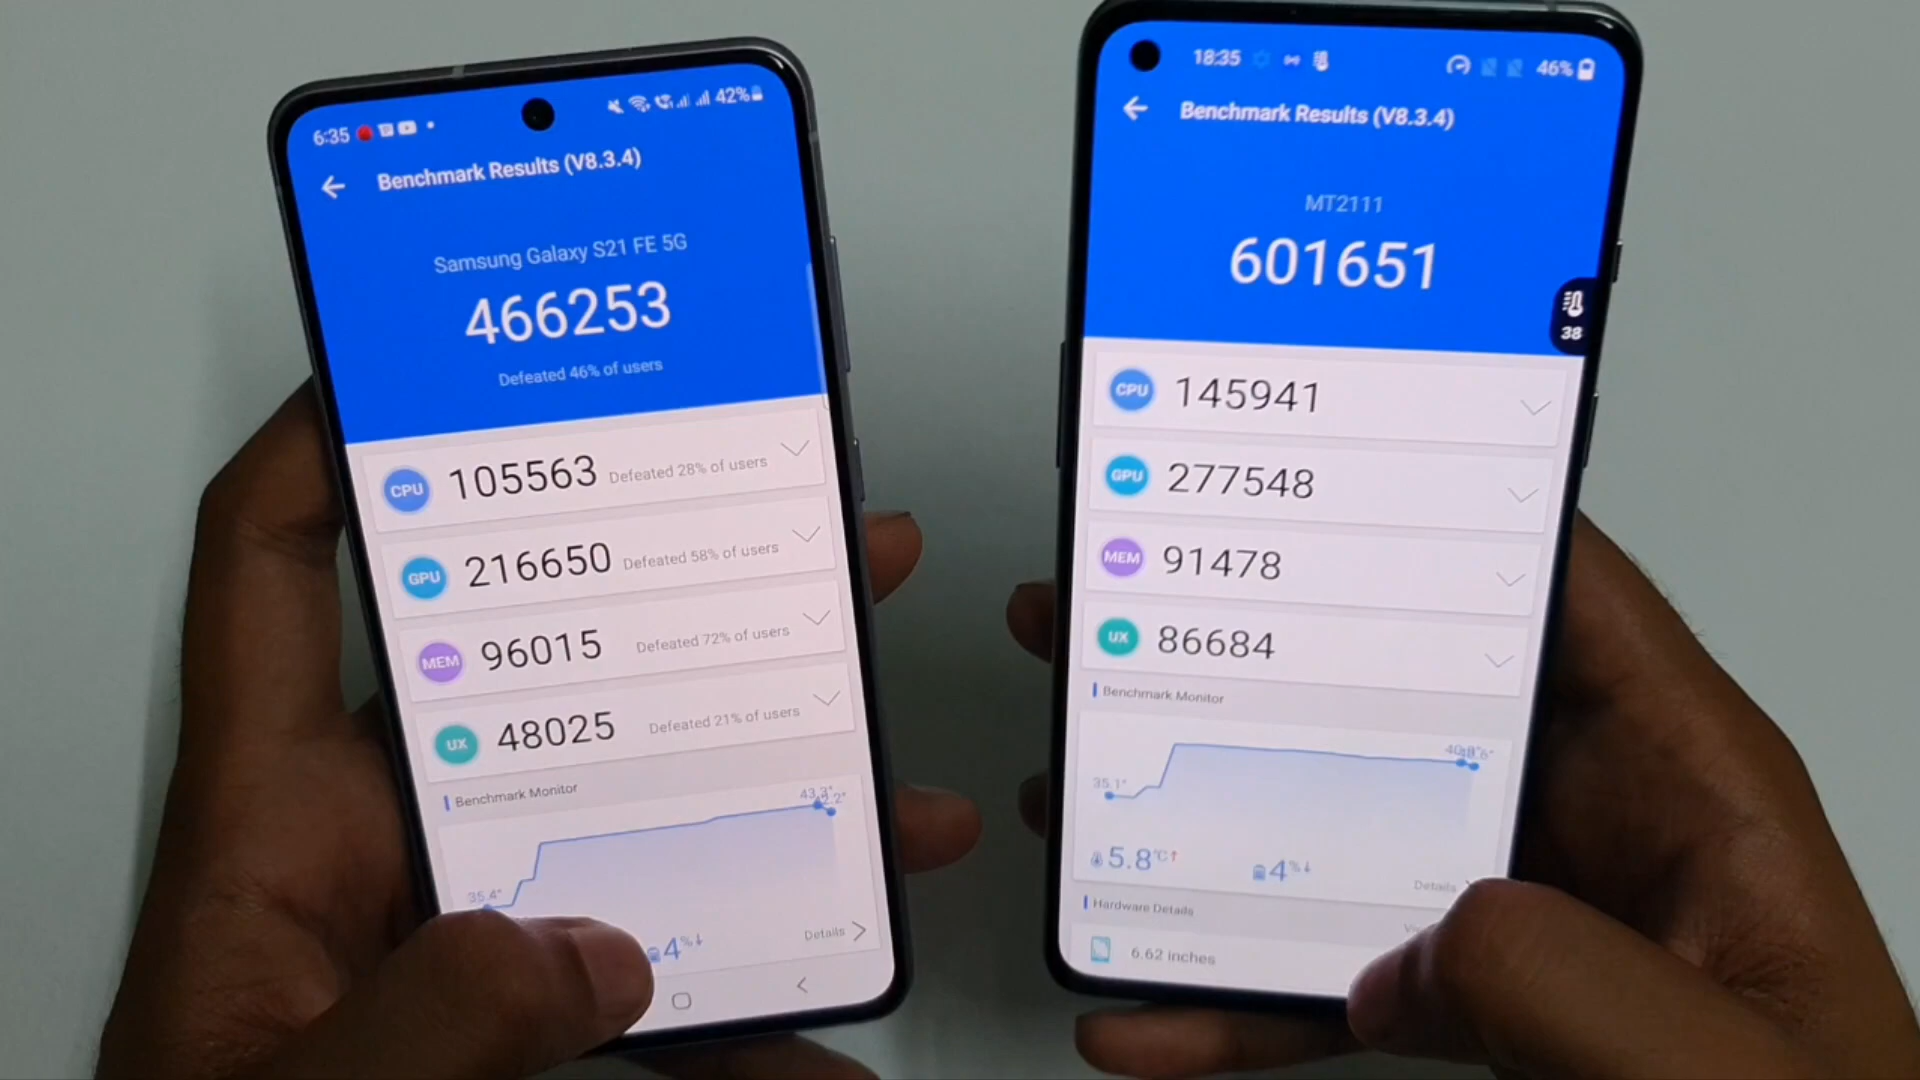 6:35
42%
Benchmark Results (V8.3.4)
Samsung Galaxy S21 FE 5G
466253
Defeated 46% of users
CPU 105563 Defeated 28% of users
GPU 216650 Defeated 58% of users
MEM 96015 Defeated 72% of users
UX 48025 Defeated 21% of users
Benchmark Monitor
43.3°
35.4°
4%↓
Details
18:35
46%
Benchmark Results (V8.3.4)
MT2111
601651
38
CPU 145941
GPU 277548
MEM 91478
UX 86684
Benchmark Monitor
35.1°
5.8°C↑
4%↓
Details
Hardware Details
6.62 inches